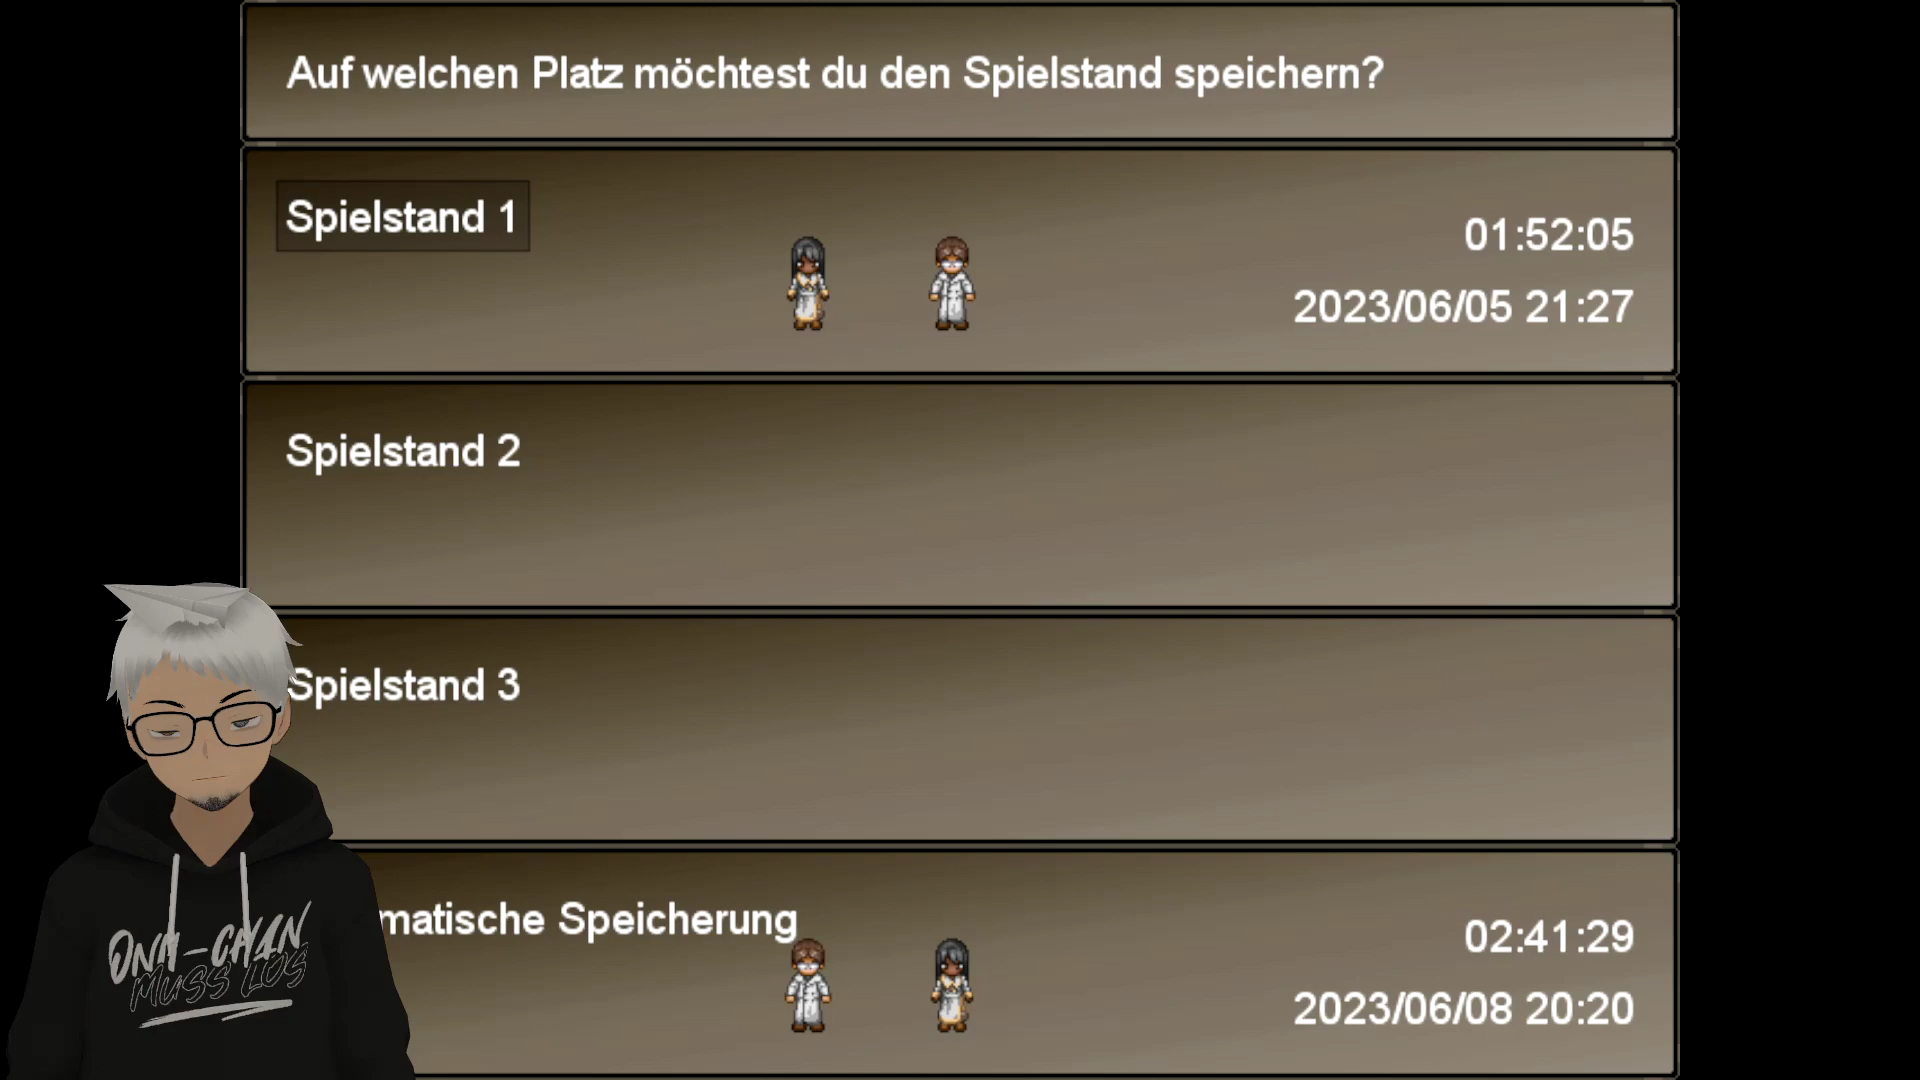 Auf welchen Platz möchtest du den Spielstand speichern?
Spielstand 1
01:52:05
2023/06/05 21:27
Spielstand 2
Spielstand 3
matische Speicherung
02:41:29
2023/06/08 20:20
ONA-CHAN
MUSS LOS